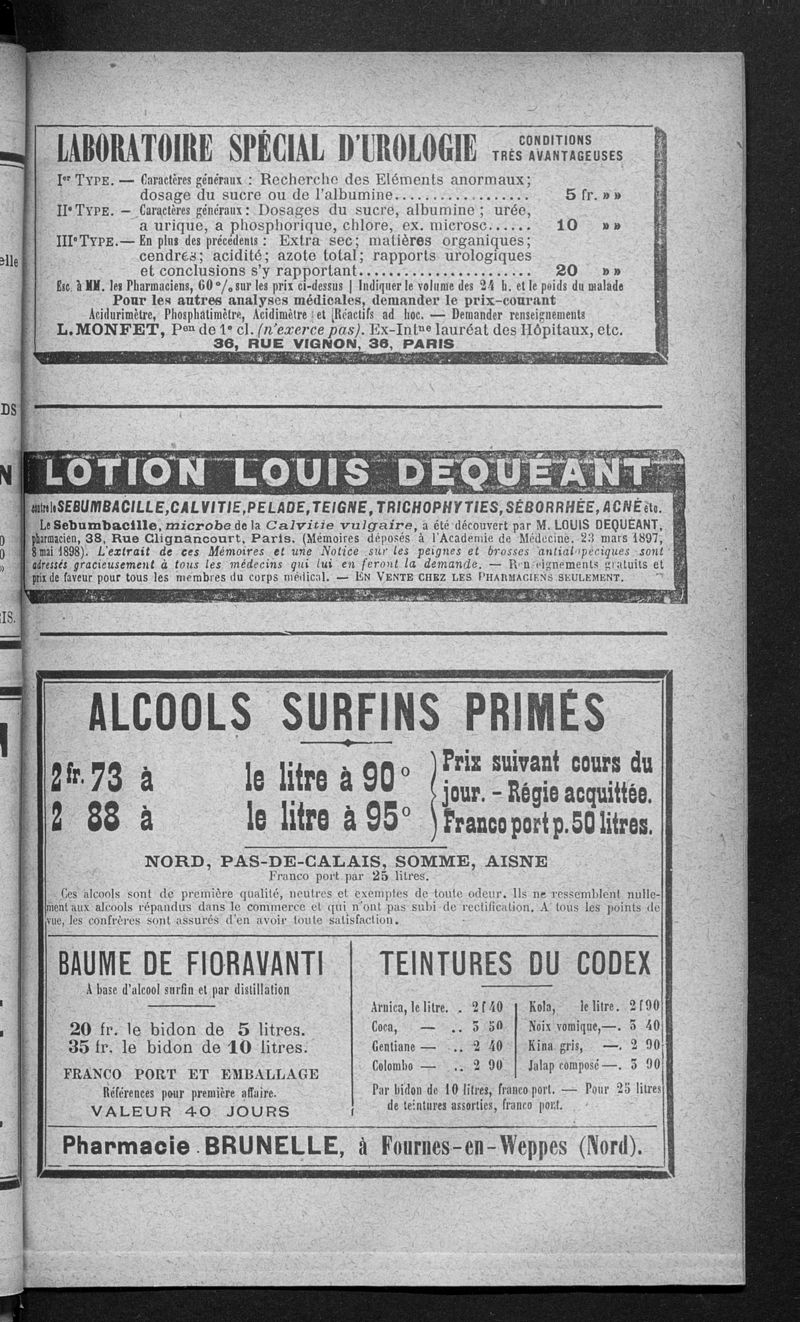 LABORATOIRE SPÉCIAL D'UROLOGIE CONDITIONS TRÉS AVANTAGEUSES
Ier TYPE. — Caractères généraux : Recherche des Eléments anormaux;
dosage du sucre ou de l'albumine.................. 5 fr. » »
IIe TYPE. — Caractères généraux : Dosages du sucre, albumine ; urée,
a urique, a phosphorique, chlore, ex. microsc...... 10 » »
IIIe TYPE.— En plus des précédents : Extra sec; matières organiques;
cendres; acidité; azote total; rapports urologiques
et conclusions s'y rapportant....................... 20 » »
Esc. à MM. les Pharmaciens, 60 % sur les prix ci-dessus | Indiquer le volume des 24 h. et le poids du malade
Pour les autres analyses médicales, demander le prix-courant
Acidurimètre, Phosphatimètre, Acidimètre et Réactifs ad hoc. — Demander renseignements
L. MONFET, Pen de 1e cl. (n'exerce pas). Ex-Intne lauréat des Hôpitaux, etc.
36, RUE VIGNON, 36, PARIS
LOTION LOUIS DEQUÉANT
contre le SEBUMBACILLE, CALVITIE, PELADE, TEIGNE, TRICHOPHYTIES, SÉBORRHÉE, ACNÉ etc.
Le Sebumbacille, microbe de la Calvitie vulgaire, a été découvert par M. LOUIS DEQUÉANT,
pharmacien, 38, Rue Clignancourt, Paris. (Mémoires déposés à l'Académie de Médecine. 23 mars 1897,
8 mai 1898). L'extrait de ces Mémoires et une Notice sur les peignes et brosses antialopéciques sont
adressés gracieusement à tous les médecins qui lui en feront la demande. — Renseignements gratuits et
prix de faveur pour tous les membres du corps médical. — EN VENTE CHEZ LES PHARMACIENS SEULEMENT.
ALCOOLS SURFINS PRIMÉS
2 fr. 73 à le litre à 90°
2 88 à le litre à 95°
Prix suivant cours du
jour. - Régie acquittée.
Franco port p. 50 litres.
NORD, PAS-DE-CALAIS, SOMME, AISNE
Franco port par 25 litres.
Ces alcools sont de première qualité, neutres et exemptes de toute odeur. Ils ne ressemblent nulle-
ment aux alcools répandus dans le commerce et qui n'ont pas subi de rectification. A tous les points de
vue, les confrères sont assurés d'en avoir toute satisfaction.
BAUME DE FIORAVANTI
A base d'alcool surfin et par distillation
20 fr. le bidon de 5 litres.
35 fr. le bidon de 10 litres.
FRANCO PORT ET EMBALLAGE
Références pour première affaire.
VALEUR 40 JOURS
TEINTURES DU CODEX
Arnica, le litre. . 2 f 40
Coca, — .. 3 50
Gentiane — .. 2 40
Colombo — .. 2 90
Kola, le litre. 2 f 90
Noix vomique, —. 3 40
Kina gris, —. 2 90
Jalap composé —. 3 90
Par bidon de 10 litres, franco port. — Pour 25 litres
de teintures assorties, franco port.
Pharmacie BRUNELLE, à Fournes-en-Weppes (Nord).